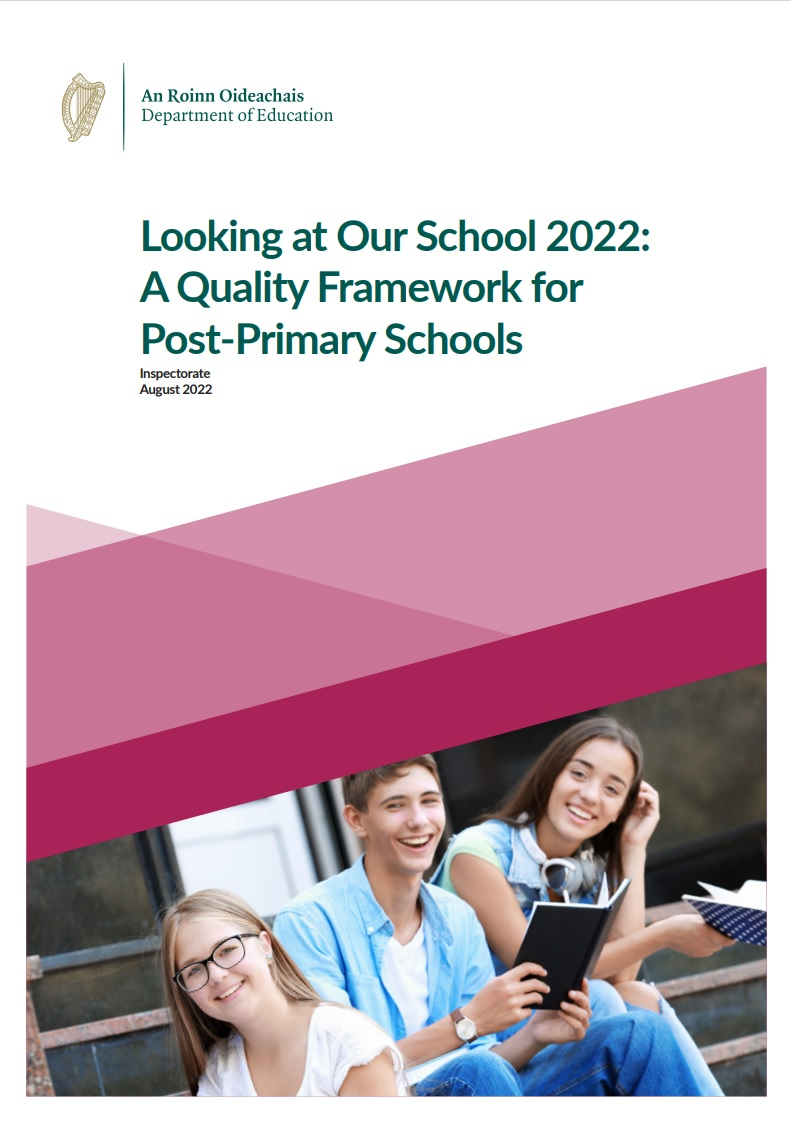 An Roinn Oideachais
Department of Education
Looking at Our School 2022:
A Quality Framework for
Post-Primary Schools
Inspectorate
August 2022